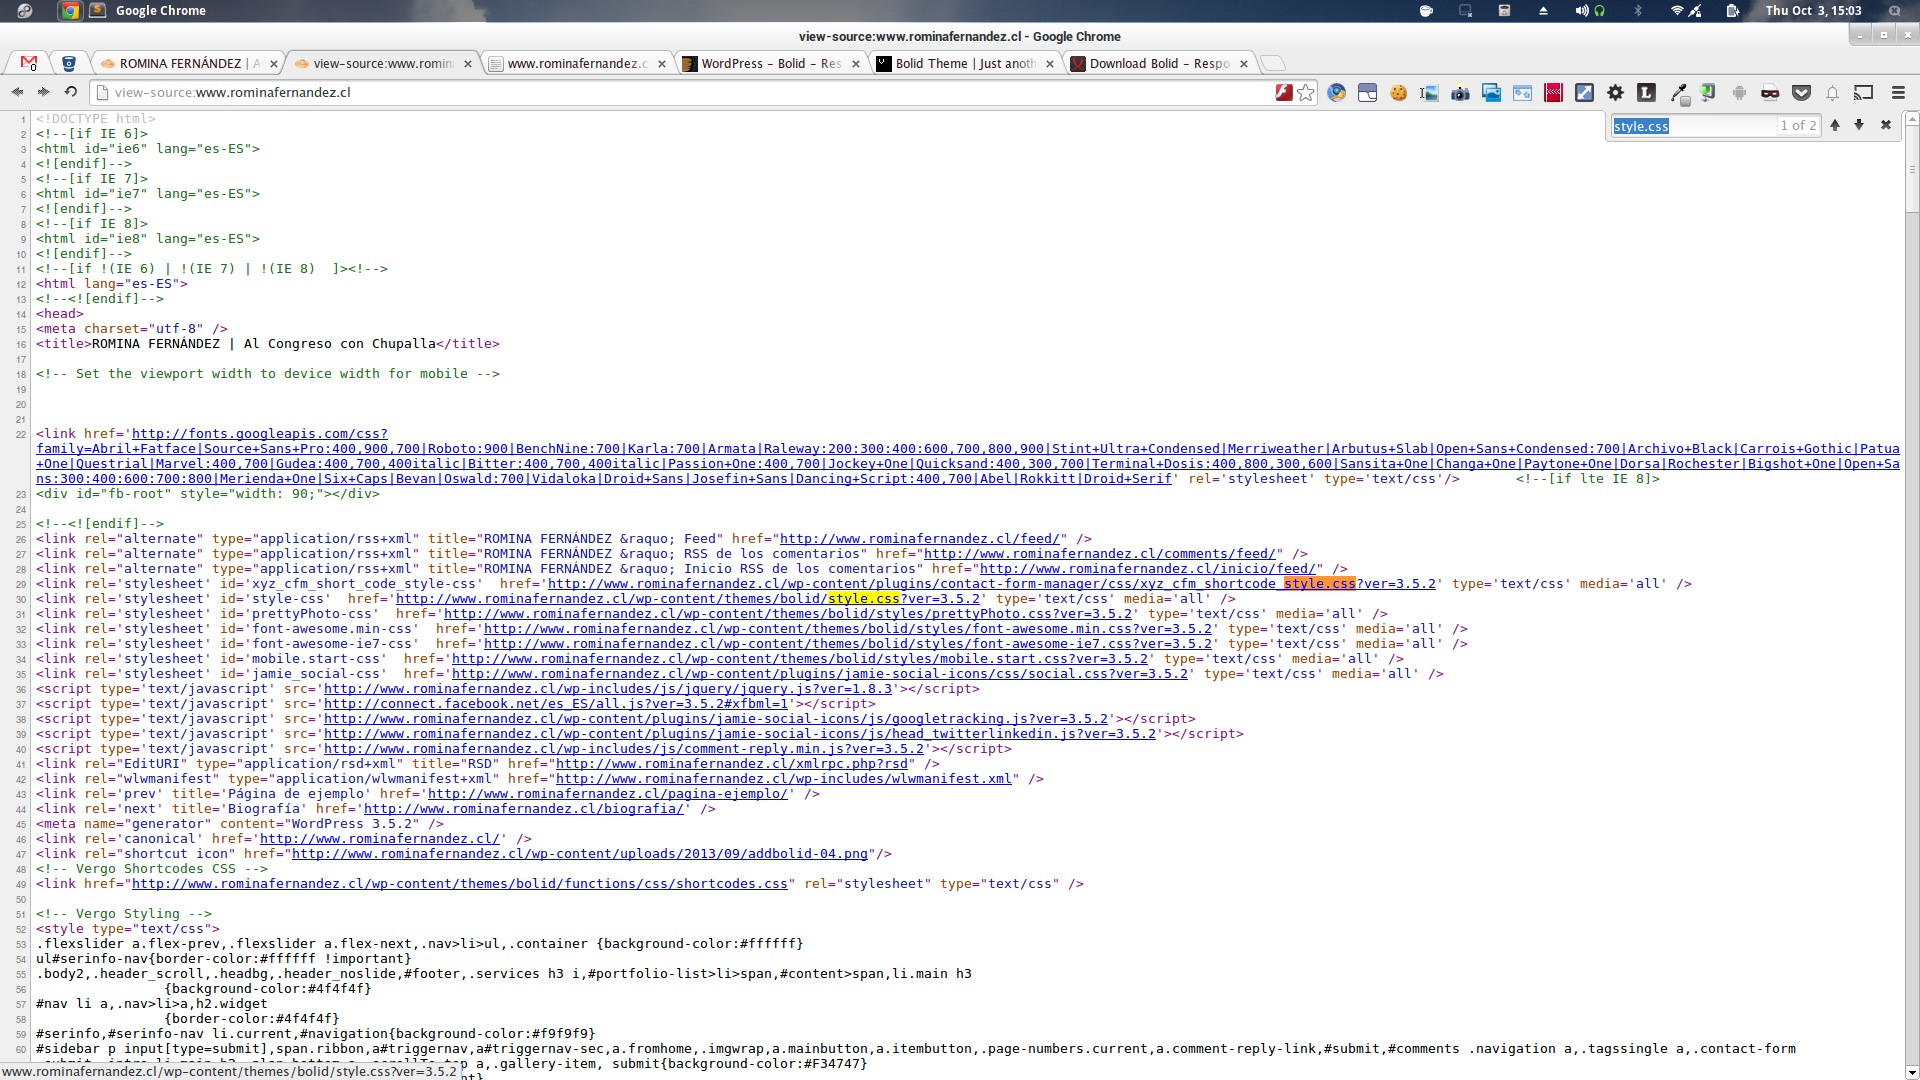 Google Chrome
Thu Oct 3, 15:03
view-source:www.rominafernandez.cl - Google Chrome
0
ROMINA FERNÁNDEZ | A
view-source:www.romina
www.rominafernandez.c
WordPress – Bolid – Res
Bolid Theme | Just anoth
Download Bolid – Respo
view-source:www.rominafernandez.cl
style.css
1 of 2
1 <!DOCTYPE html>
2 <!--[if IE 6]>
3 <html id="ie6" lang="es-ES">
4 <![endif]-->
5 <!--[if IE 7]>
6 <html id="ie7" lang="es-ES">
7 <![endif]-->
8 <!--[if IE 8]>
9 <html id="ie8" lang="es-ES">
10 <![endif]-->
11 <!--[if !(IE 6) | !(IE 7) | !(IE 8)  ]><!-->
12 <html lang="es-ES">
13 <!--<![endif]-->
14 <head>
15 <meta charset="utf-8" />
16 <title>ROMINA FERNÁNDEZ | Al Congreso con Chupalla</title>
17
18 <!-- Set the viewport width to device width for mobile -->
19
20
21
22 <link href='http://fonts.googleapis.com/css?
family=Abril+Fatface|Source+Sans+Pro:400,900,700|Roboto:900|BenchNine:700|Karla:700|Armata|Raleway:200:300:400:600,700,800,900|Stint+Ultra+Condensed|Merriweather|Arbutus+Slab|Open+Sans+Condensed:700|Archivo+Black|Carrois+Gothic|Patua
+One|Questrial|Marvel:400,700|Gudea:400,700,400italic|Bitter:400,700,400italic|Passion+One:400,700|Jockey+One|Quicksand:400,300,700|Terminal+Dosis:400,800,300,600|Sansita+One|Changa+One|Paytone+One|Dorsa|Rochester|Bigshot+One|Open+Sa
ns:300:400:600:700:800|Merienda+One|Six+Caps|Bevan|Oswald:700|Vidaloka|Droid+Sans|Josefin+Sans|Dancing+Script:400,700|Abel|Rokkitt|Droid+Serif' rel='stylesheet' type='text/css'/>       <!--[if lte IE 8]>
23 <div id="fb-root" style="width: 90;"></div>
24
25 <!--<![endif]-->
26 <link rel="alternate" type="application/rss+xml" title="ROMINA FERNÁNDEZ &raquo; Feed" href="http://www.rominafernandez.cl/feed/" />
27 <link rel="alternate" type="application/rss+xml" title="ROMINA FERNÁNDEZ &raquo; RSS de los comentarios" href="http://www.rominafernandez.cl/comments/feed/" />
28 <link rel="alternate" type="application/rss+xml" title="ROMINA FERNÁNDEZ &raquo; Inicio RSS de los comentarios" href="http://www.rominafernandez.cl/inicio/feed/" />
29 <link rel='stylesheet' id='xyz_cfm_short_code_style-css'  href='http://www.rominafernandez.cl/wp-content/plugins/contact-form-manager/css/xyz_cfm_shortcode_style.css?ver=3.5.2' type='text/css' media='all' />
30 <link rel='stylesheet' id='style-css'  href='http://www.rominafernandez.cl/wp-content/themes/bolid/style.css?ver=3.5.2' type='text/css' media='all' />
31 <link rel='stylesheet' id='prettyPhoto-css'  href='http://www.rominafernandez.cl/wp-content/themes/bolid/styles/prettyPhoto.css?ver=3.5.2' type='text/css' media='all' />
32 <link rel='stylesheet' id='font-awesome.min-css'  href='http://www.rominafernandez.cl/wp-content/themes/bolid/styles/font-awesome.min.css?ver=3.5.2' type='text/css' media='all' />
33 <link rel='stylesheet' id='font-awesome-ie7-css'  href='http://www.rominafernandez.cl/wp-content/themes/bolid/styles/font-awesome-ie7.css?ver=3.5.2' type='text/css' media='all' />
34 <link rel='stylesheet' id='mobile.start-css'  href='http://www.rominafernandez.cl/wp-content/themes/bolid/styles/mobile.start.css?ver=3.5.2' type='text/css' media='all' />
35 <link rel='stylesheet' id='jamie_social-css'  href='http://www.rominafernandez.cl/wp-content/plugins/jamie-social-icons/css/social.css?ver=3.5.2' type='text/css' media='all' />
36 <script type='text/javascript' src='http://www.rominafernandez.cl/wp-includes/js/jquery/jquery.js?ver=1.8.3'></script>
37 <script type='text/javascript' src='http://connect.facebook.net/es_ES/all.js?ver=3.5.2#xfbml=1'></script>
38 <script type='text/javascript' src='http://www.rominafernandez.cl/wp-content/plugins/jamie-social-icons/js/googletracking.js?ver=3.5.2'></script>
39 <script type='text/javascript' src='http://www.rominafernandez.cl/wp-content/plugins/jamie-social-icons/js/head_twitterlinkedin.js?ver=3.5.2'></script>
40 <script type='text/javascript' src='http://www.rominafernandez.cl/wp-includes/js/comment-reply.min.js?ver=3.5.2'></script>
41 <link rel="EditURI" type="application/rsd+xml" title="RSD" href="http://www.rominafernandez.cl/xmlrpc.php?rsd" />
42 <link rel="wlwmanifest" type="application/wlwmanifest+xml" href="http://www.rominafernandez.cl/wp-includes/wlwmanifest.xml" />
43 <link rel='prev' title='Página de ejemplo' href='http://www.rominafernandez.cl/pagina-ejemplo/' />
44 <link rel='next' title='Biografía' href='http://www.rominafernandez.cl/biografia/' />
45 <meta name="generator" content="WordPress 3.5.2" />
46 <link rel='canonical' href='http://www.rominafernandez.cl/' />
47 <link rel="shortcut icon" href="http://www.rominafernandez.cl/wp-content/uploads/2013/09/addbolid-04.png"/>
48 <!-- Vergo Shortcodes CSS -->
49 <link href="http://www.rominafernandez.cl/wp-content/themes/bolid/functions/css/shortcodes.css" rel="stylesheet" type="text/css" />
50
51 <!-- Vergo Styling -->
52 <style type="text/css">
53 .flexslider a.flex-prev,.flexslider a.flex-next,.nav>li>ul,.container {background-color:#ffffff}
54 ul#serinfo-nav{border-color:#ffffff !important}
55 .body2,.header_scroll,.headbg,.header_noslide,#footer,.services h3 i,#portfolio-list>li>span,#content>span,li.main h3
56 {background-color:#4f4f4f}
57 #nav li a,.nav>li>a,h2.widget
58 {border-color:#4f4f4f}
59 #serinfo,#serinfo-nav li.current,#navigation{background-color:#f9f9f9}
60 #sidebar p input[type=submit],span.ribbon,a#triggernav,a#triggernav-sec,a.fromhome,.imgwrap,a.mainbutton,a.itembutton,.page-numbers.current,a.comment-reply-link,#submit,#comments .navigation a,.tagssingle a,.contact-form
p a,.gallery-item, submit{background-color:#F34747}
www.rominafernandez.cl/wp-content/themes/bolid/style.css?ver=3.5.2